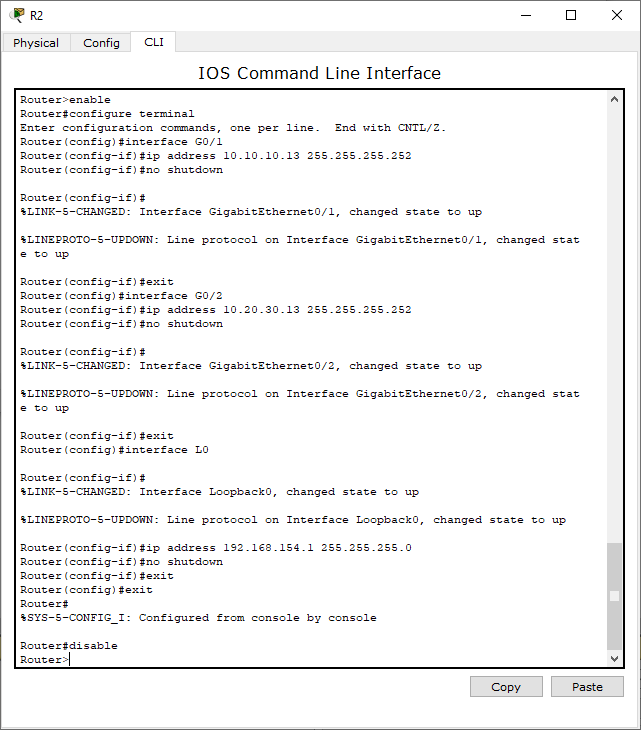 R2
Physical Config CLI
IOS Command Line Interface
Router>enable
Router#configure terminal
Enter configuration commands, one per line.  End with CNTL/Z.
Router(config)#interface G0/1
Router(config-if)#ip address 10.10.10.13 255.255.255.252
Router(config-if)#no shutdown
Router(config-if)#
%LINK-5-CHANGED: Interface GigabitEthernet0/1, changed state to up
%LINEPROTO-5-UPDOWN: Line protocol on Interface GigabitEthernet0/1, changed stat
e to up
Router(config-if)#exit
Router(config)#interface G0/2
Router(config-if)#ip address 10.20.30.13 255.255.255.252
Router(config-if)#no shutdown
Router(config-if)#
%LINK-5-CHANGED: Interface GigabitEthernet0/2, changed state to up
%LINEPROTO-5-UPDOWN: Line protocol on Interface GigabitEthernet0/2, changed stat
e to up
Router(config-if)#exit
Router(config)#interface L0
Router(config-if)#
%LINK-5-CHANGED: Interface Loopback0, changed state to up
%LINEPROTO-5-UPDOWN: Line protocol on Interface Loopback0, changed state to up
Router(config-if)#ip address 192.168.154.1 255.255.255.0
Router(config-if)#no shutdown
Router(config-if)#exit
Router(config)#exit
Router#
%SYS-5-CONFIG_I: Configured from console by console
Router#disable
Router>
Copy Paste